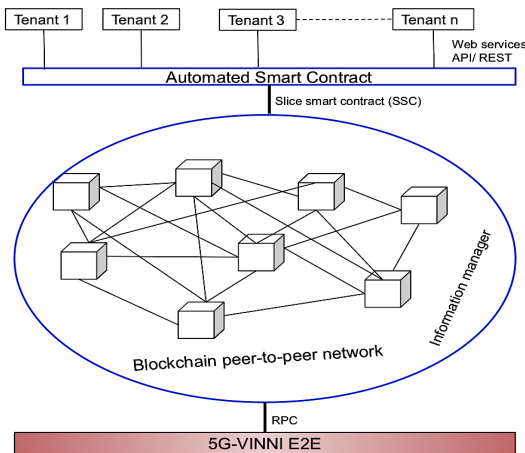 Tenant 1
Tenant 2
Tenant 3
Tenant n
Web services
API/ REST
Automated Smart Contract
Slice smart contract (SSC)
Information manager
Blockchain peer-to-peer network
RPC
5G-VINNI E2E